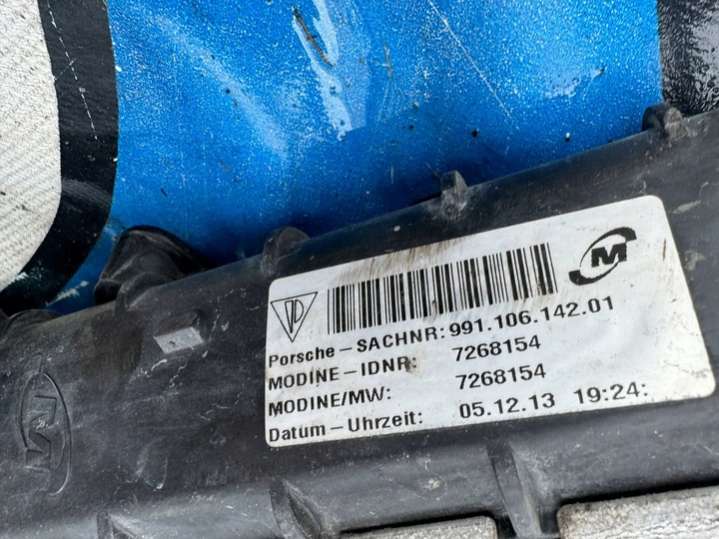 M
Porsche-SACHNR: 991.106.142.01
MODINE-IDNR: 7268154
MODINE/MW: 7268154
Datum-Uhrzeit: 05.12.13 19:24:
M